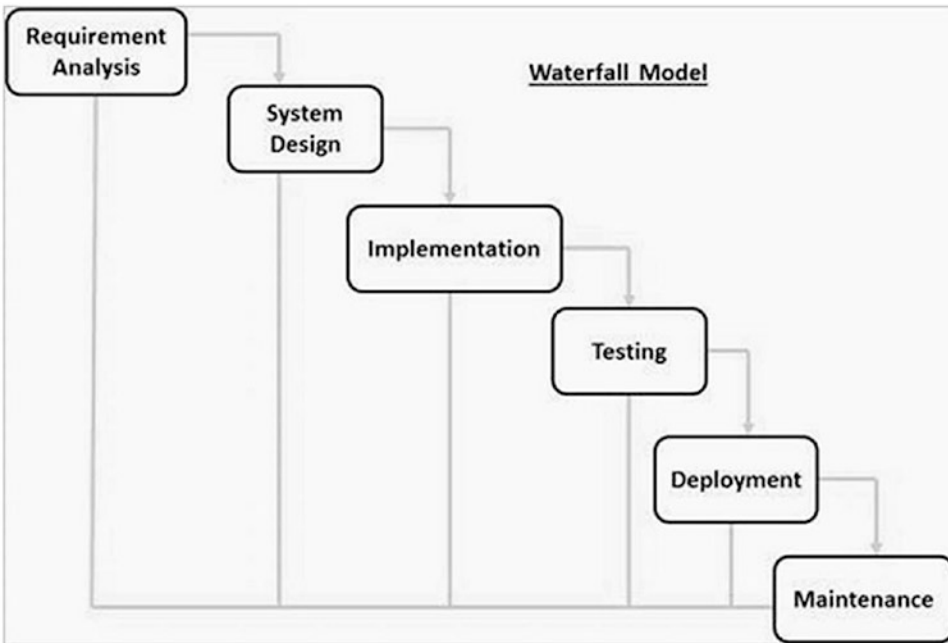 Requirement
Analysis
Waterfall Model
System
Design
Implementation
Testing
Deployment
Maintenance